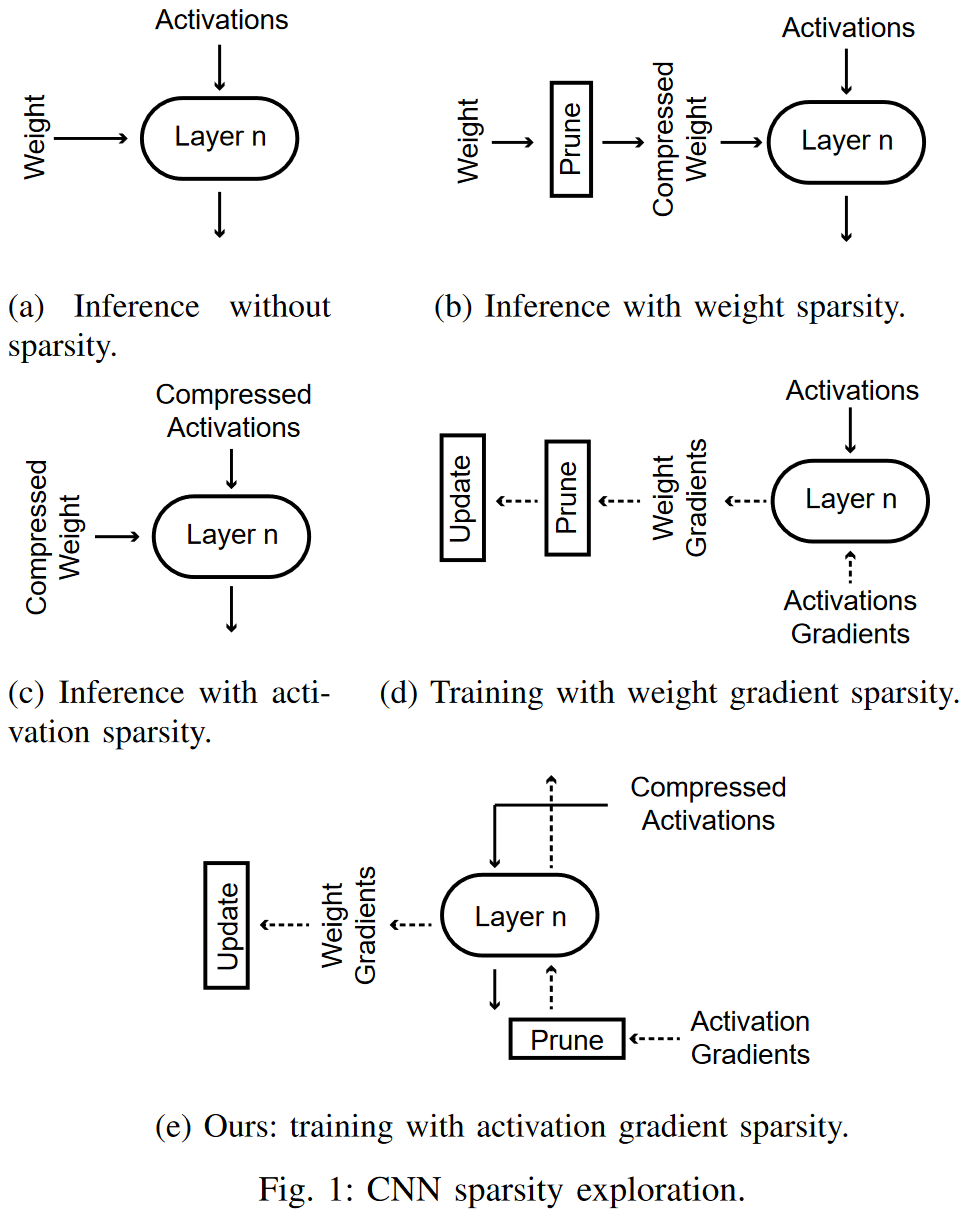 Activations
Weight
Layer n
(a) Inference without
sparsity.
Activations
Weight
Prune
Compressed
Weight
Layer n
(b) Inference with weight sparsity.
Compressed
Activations
Compressed
Weight
Layer n
(c) Inference with acti-
vation sparsity.
Activations
Update
Prune
Weight
Gradients
Layer n
Activations
Gradients
(d) Training with weight gradient sparsity.
Compressed
Activations
Update
Weight
Gradients
Layer n
Prune
Activation
Gradients
(e) Ours: training with activation gradient sparsity.
Fig. 1: CNN sparsity exploration.